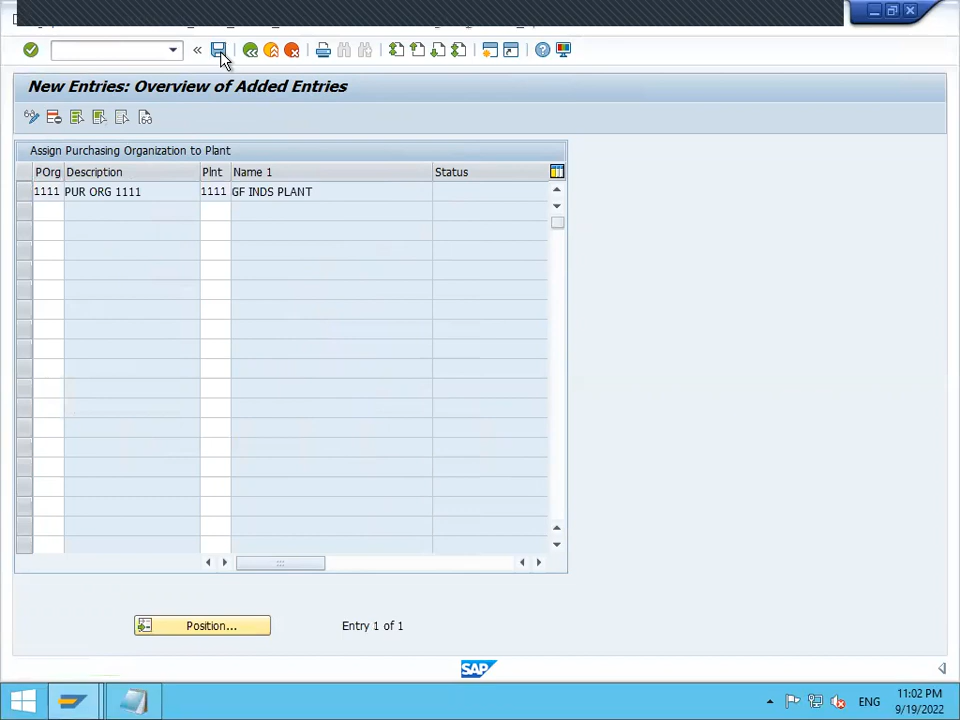 New Entries: Overview of Added Entries
Assign Purchasing Organization to Plant
POrg Description Plnt Name 1 Status
1111 PUR ORG 1111 1111 GF INDS PLANT
Position... Entry 1 of 1
SAP
ENG
11:02 PM
9/19/2022